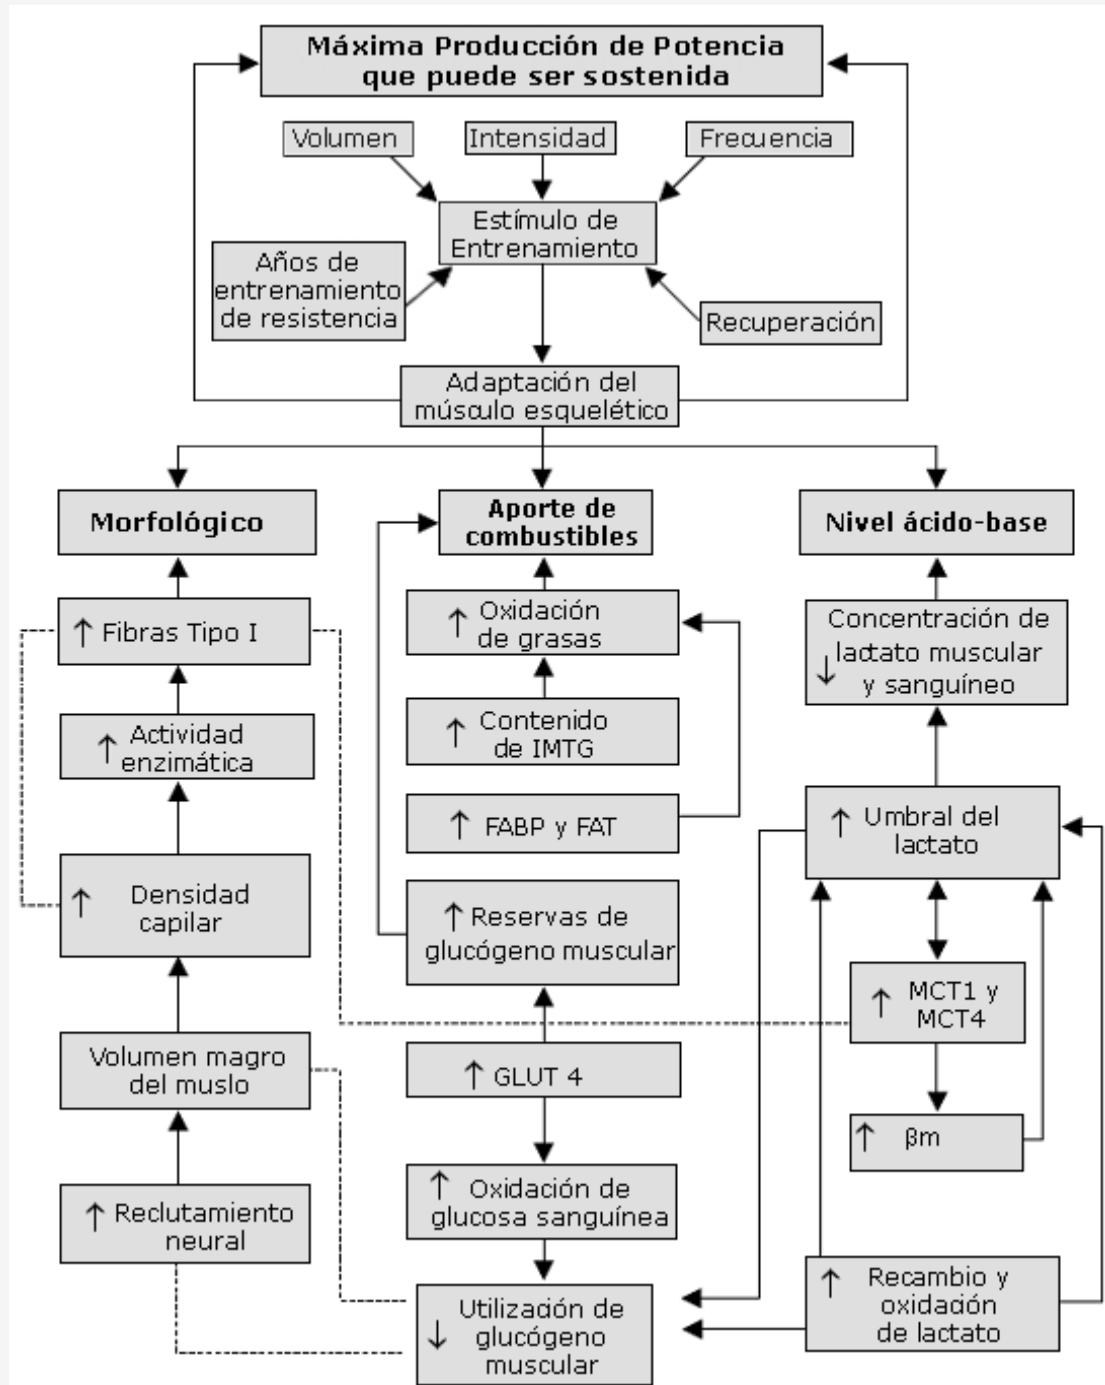 Máxima Producción de Potencia
que puede ser sostenida
Volumen
Intensidad
Frecuencia
Estímulo de
Entrenamiento
Años de
entrenamiento
de resistencia
Recuperación
Adaptación del
músculo esquelético
Morfológico
Aporte de
combustibles
Nivel ácido-base
↑ Fibras Tipo I
↑ Oxidación
de grasas
Concentración de
↓ lactato muscular
y sanguíneo
↑ Actividad
enzimática
↑ Contenido
de IMTG
↑ FABP y FAT
↑ Umbral del
lactato
↑ Densidad
capilar
↑ Reservas de
glucógeno muscular
↑ MCT1 y
MCT4
Volumen magro
del muslo
↑ GLUT 4
↑ βm
↑ Reclutamiento
neural
↑ Oxidación de
glucosa sanguínea
↑ Recambio y
oxidación
de lactato
↓ Utilización de
glucógeno
muscular